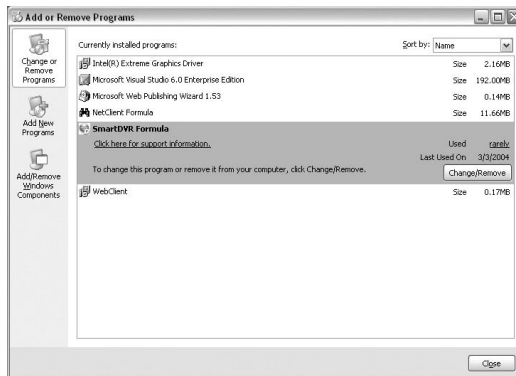 Add or Remove Programs
Change or
Remove
Programs
Add New
Programs
Add/Remove
Windows
Components
Currently installed programs:
Sort by: Name
Intel(R) Extreme Graphics Driver Size 2.16MB
Microsoft Visual Studio 6.0 Enterprise Edition Size 192.00MB
Microsoft Web Publishing Wizard 1.53 Size 0.14MB
NetClient Formula Size 11.66MB
SmartDVR Formula
Click here for support information. Used rarely
Last Used On 3/3/2004
To change this program or remove it from your computer, click Change/Remove. Change/Remove
WebClient Size 0.17MB
Close